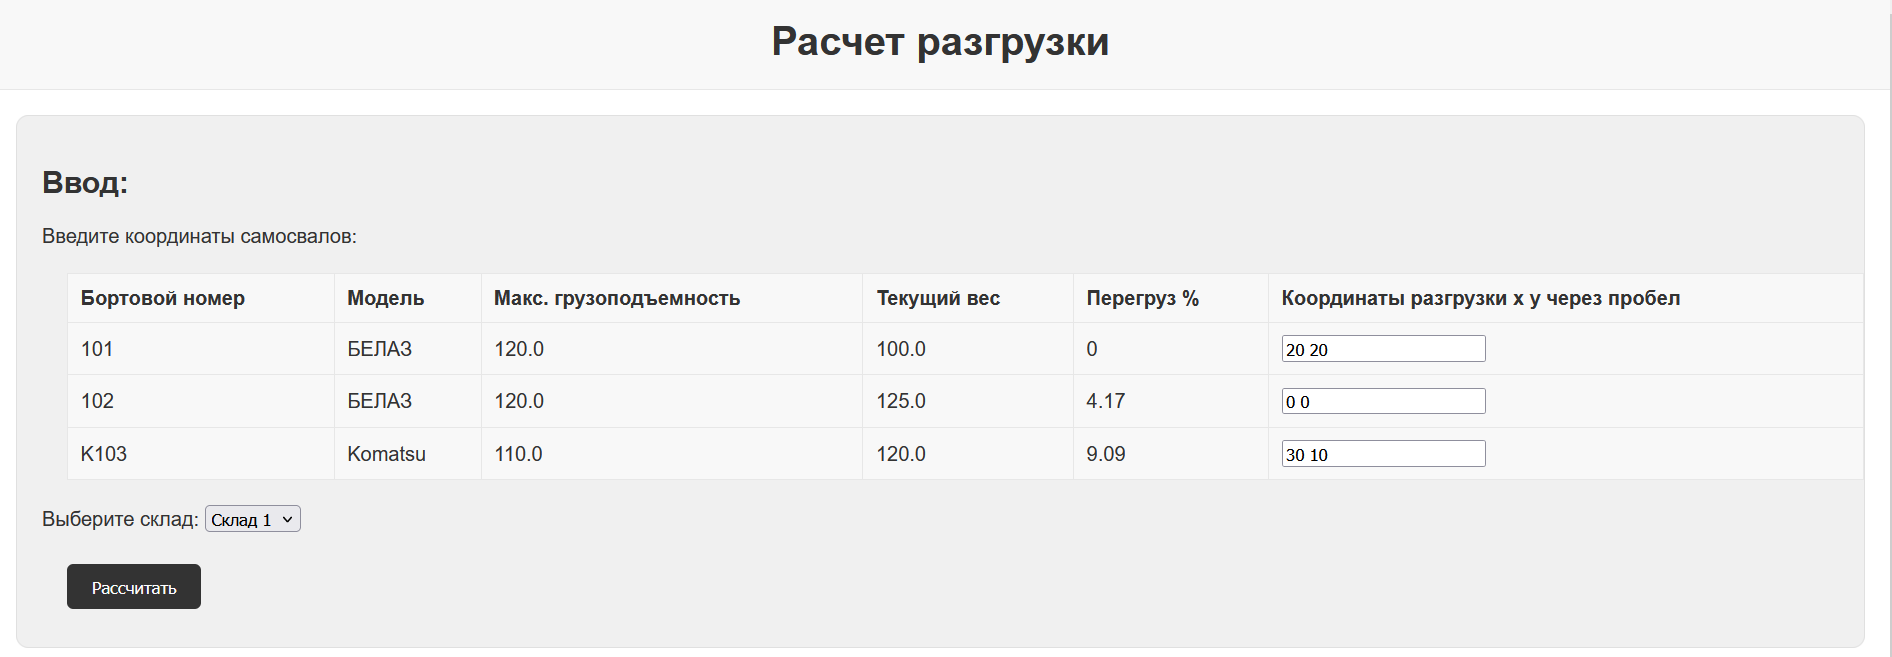 Расчет разгрузки
Ввод:
Введите координаты самосвалов:
Бортовой номер Модель Макс. грузоподъемность Текущий вес Перегруз % Координаты разгрузки x y через пробел
101 БЕЛАЗ 120.0 100.0 0 20 20
102 БЕЛАЗ 120.0 125.0 4.17 0 0
K103 Komatsu 110.0 120.0 9.09 30 10
Выберите склад: Склад 1
Рассчитать